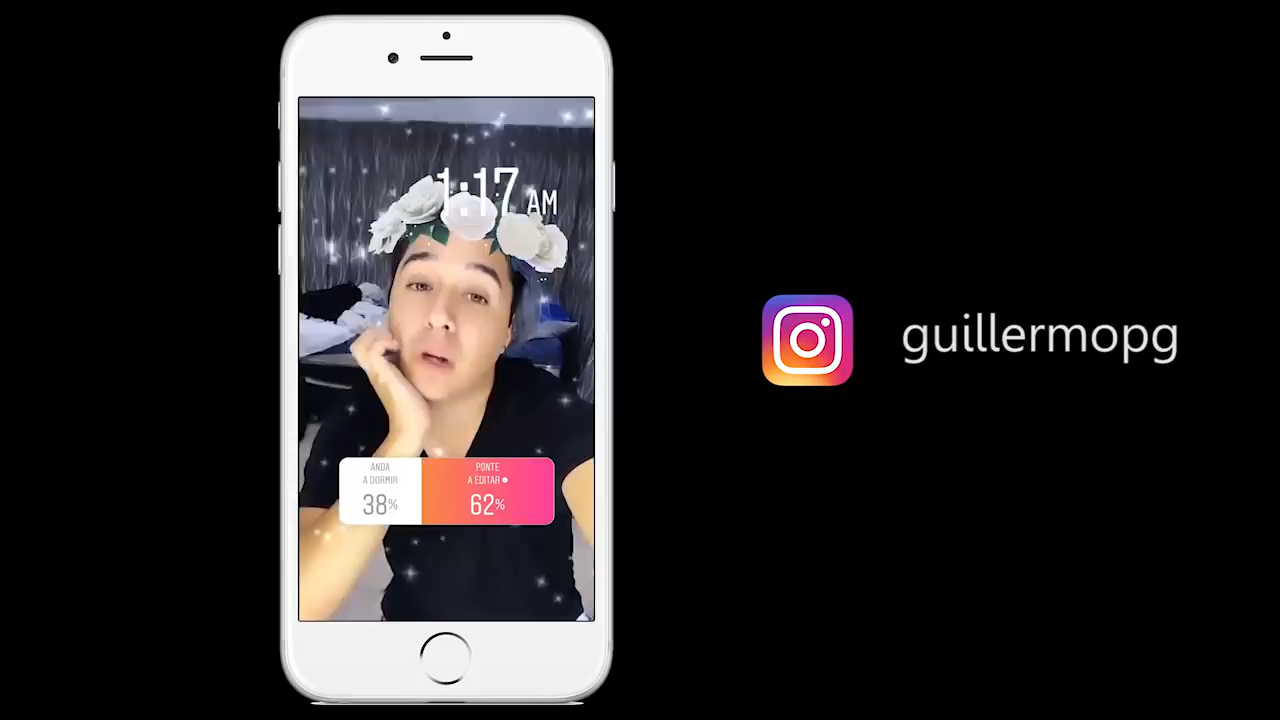 1:17 AM
ANDA
A DORMIR
38%
PONTE
A EDITAR
62%
guillermopg